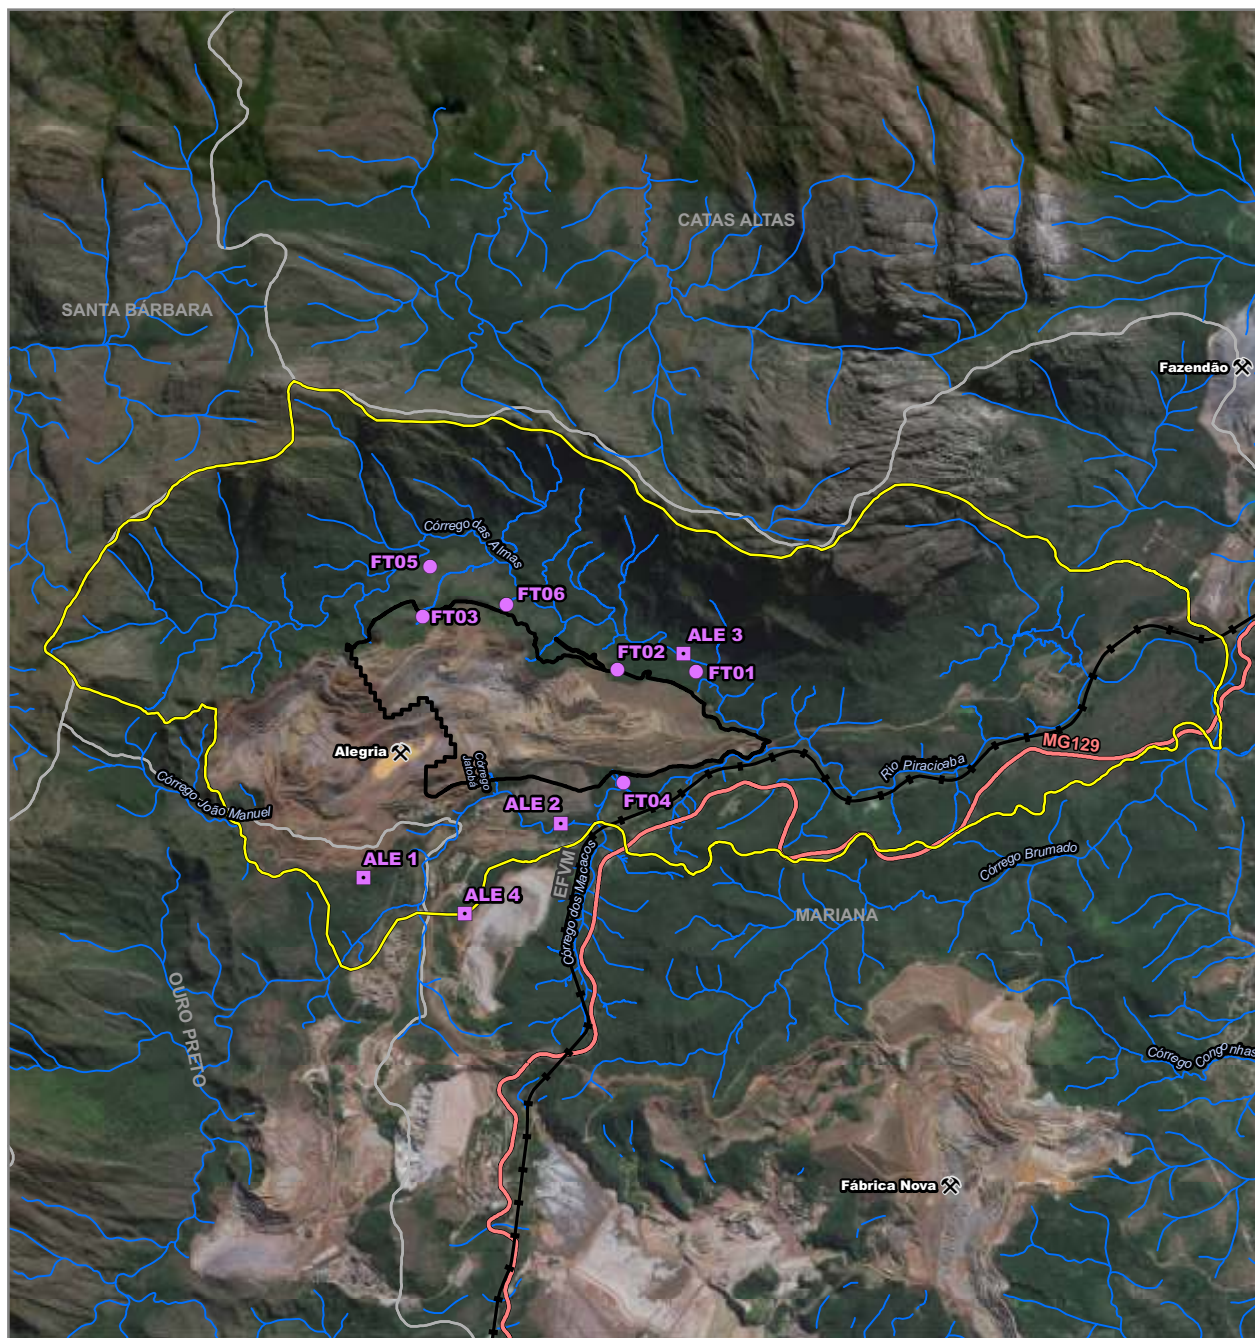 CATAS ALTAS
SANTA BÁRBARA
Fazendão
Córrego das Almas
FT05
FT06
FT03
ALE 3
FT02
FT01
MG129
Alegria
Córrego
Jatobá
Rio Piracicaba
Córrego João Manuel
FT04
ALE 2
EFVM
Córrego dos Macacos
Córrego Brumado
ALE 1
ALE 4
MARIANA
OURO PRETO
Córrego Congonhas
Fábrica Nova